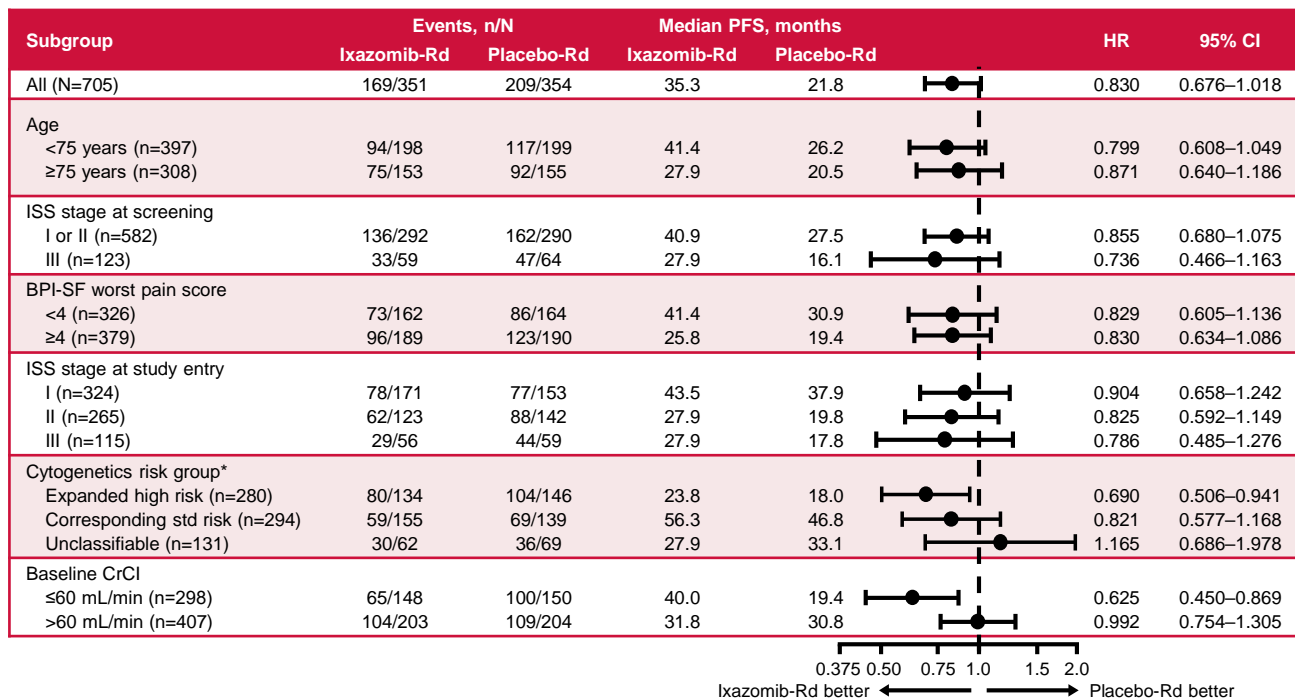 Subgroup Events, n/N Median PFS, months HR 95% CI
Ixazomib-Rd Placebo-Rd Ixazomib-Rd Placebo-Rd
All (N=705) 169/351 209/354 35.3 21.8 0.830 0.676–1.018
Age
<75 years (n=397) 94/198 117/199 41.4 26.2 0.799 0.608–1.049
≥75 years (n=308) 75/153 92/155 27.9 20.5 0.871 0.640–1.186
ISS stage at screening
I or II (n=582) 136/292 162/290 40.9 27.5 0.855 0.680–1.075
III (n=123) 33/59 47/64 27.9 16.1 0.736 0.466–1.163
BPI-SF worst pain score
<4 (n=326) 73/162 86/164 41.4 30.9 0.829 0.605–1.136
≥4 (n=379) 96/189 123/190 25.8 19.4 0.830 0.634–1.086
ISS stage at study entry
I (n=324) 78/171 77/153 43.5 37.9 0.904 0.658–1.242
II (n=265) 62/123 88/142 27.9 19.8 0.825 0.592–1.149
III (n=115) 29/56 44/59 27.9 17.8 0.786 0.485–1.276
Cytogenetics risk group*
Expanded high risk (n=280) 80/134 104/146 23.8 18.0 0.690 0.506–0.941
Corresponding std risk (n=294) 59/155 69/139 56.3 46.8 0.821 0.577–1.168
Unclassifiable (n=131) 30/62 36/69 27.9 33.1 1.165 0.686–1.978
Baseline CrCl
≤60 mL/min (n=298) 65/148 100/150 40.0 19.4 0.625 0.450–0.869
>60 mL/min (n=407) 104/203 109/204 31.8 30.8 0.992 0.754–1.305
0.375 0.50 0.75 1.0 1.5 2.0
Ixazomib-Rd better Placebo-Rd better